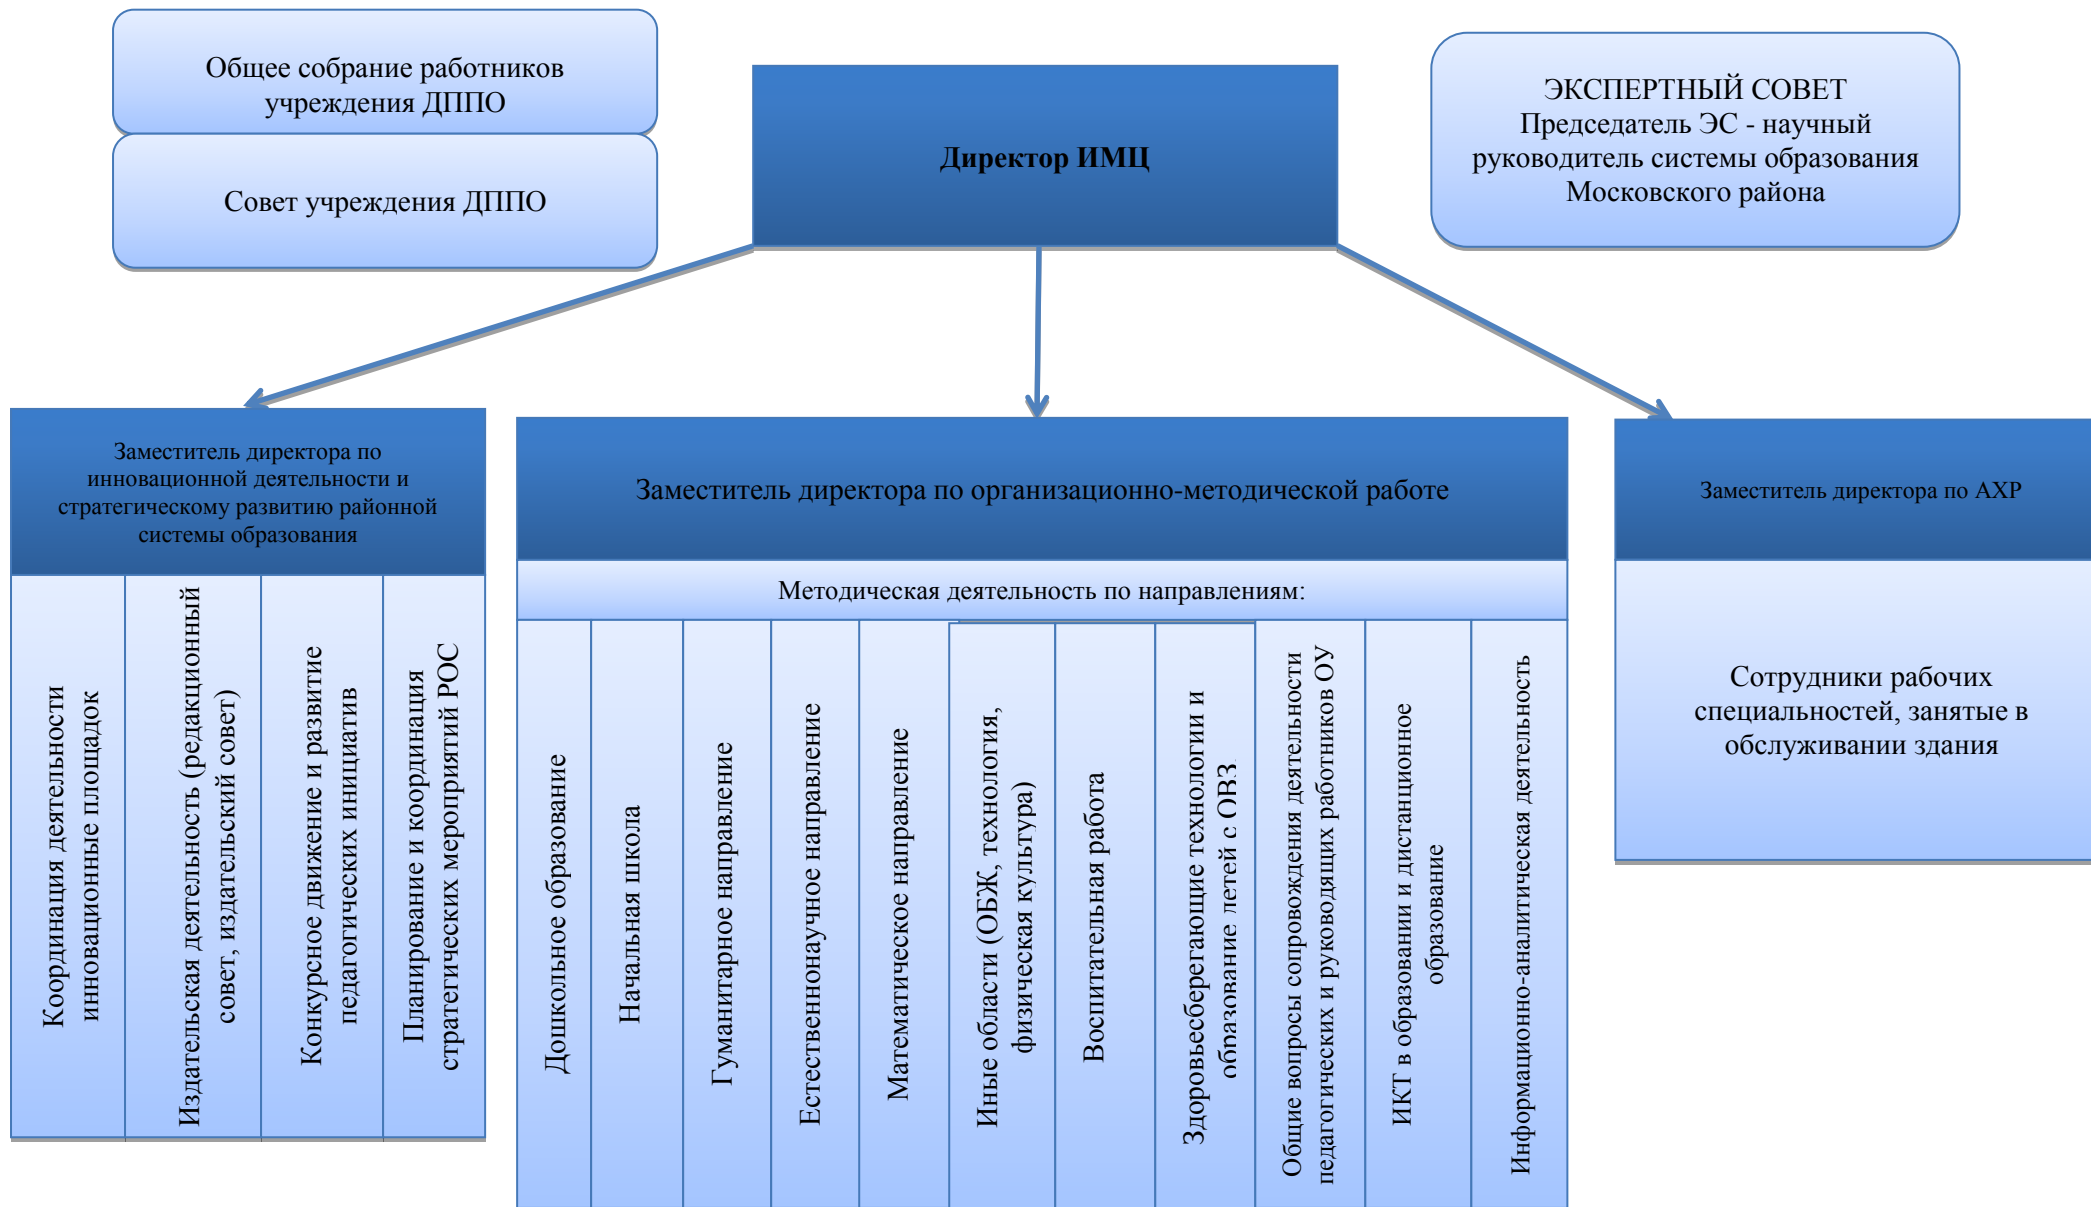 Общее собрание работников
учреждения ДППО
Совет учреждения ДППО
Директор ИМЦ
ЭКСПЕРТНЫЙ СОВЕТ
Председатель ЭС - научный
руководитель системы образования
Московского района
Заместитель директора по
инновационной деятельности и
стратегическому развитию районной
системы образования
Координация деятельности
инновационные площадок
Издательская деятельность (редакционный
совет, издательский совет)
Конкурсное движение и развитие
педагогических инициатив
Планирование и координация
стратегических мероприятий РОС
Заместитель директора по организационно-методической работе
Методическая деятельность по направлениям:
Дошкольное образование
Начальная школа
Гуманитарное направление
Естественнонаучное направление
Математическое направление
Иные области (ОБЖ, технология,
физическая культура)
Воспитательная работа
Здоровьесберегающие технологии и
образование детей с ОВЗ
Общие вопросы сопровождения деятельности
педагогических и руководящих работников ОУ
ИКТ в образовании и дистанционное
образование
Информационно-аналитическая деятельность
Заместитель директора по АХР
Сотрудники рабочих
специальностей, занятые в
обслуживании здания